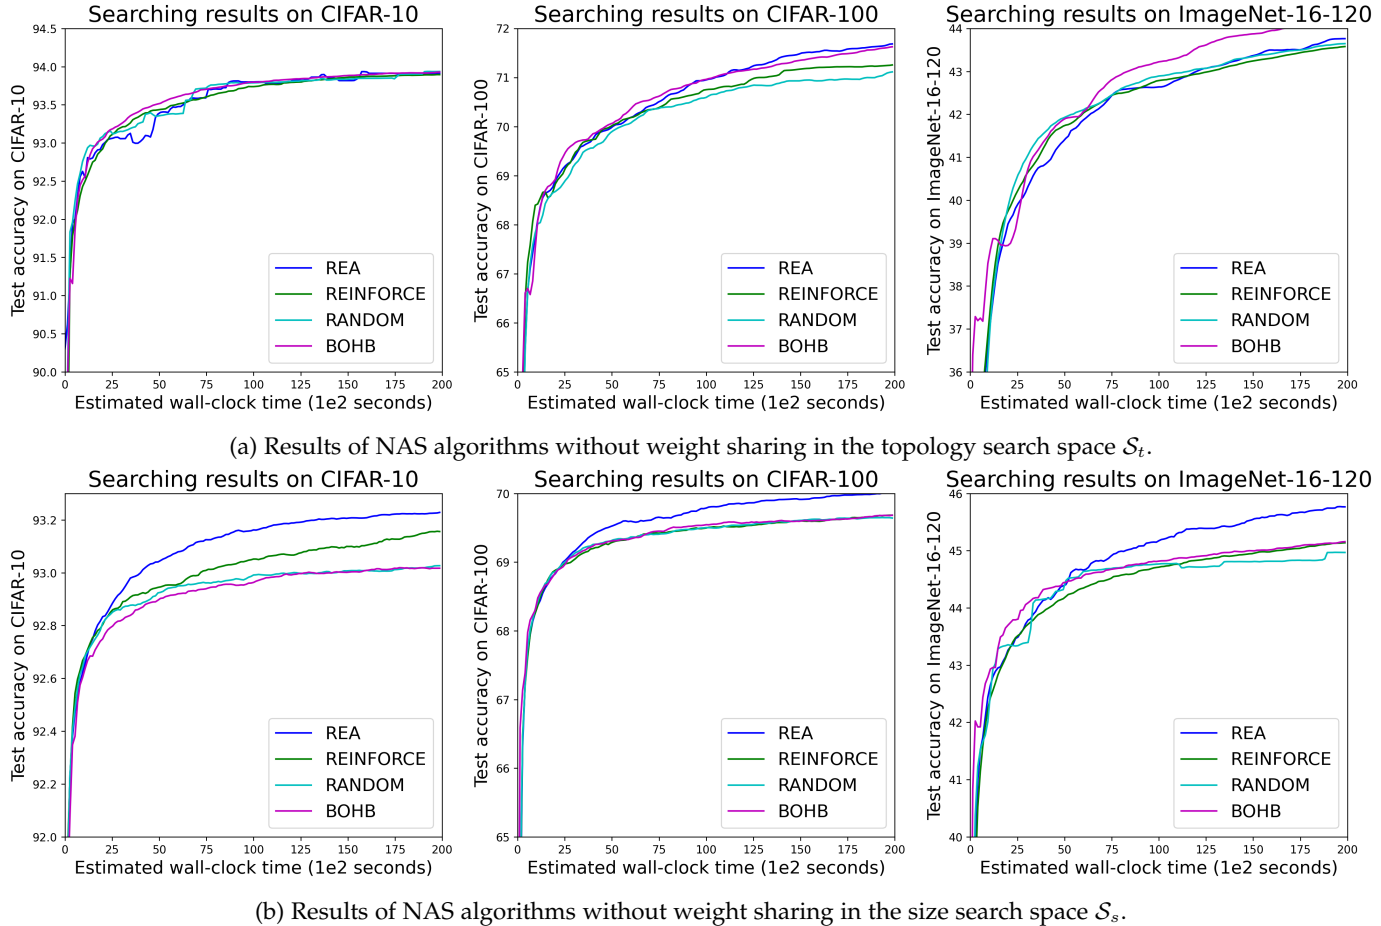 Searching results on CIFAR-10
Test accuracy on CIFAR-10
94.5
94.0
93.5
93.0
92.5
92.0
91.5
91.0
90.5
90.0
0 25 50 75 100 125 150 175 200
Estimated wall-clock time (1e2 seconds)
REA
REINFORCE
RANDOM
BOHB
Searching results on CIFAR-100
Test accuracy on CIFAR-100
72
71
70
69
68
67
66
65
0 25 50 75 100 125 150 175 200
Estimated wall-clock time (1e2 seconds)
REA
REINFORCE
RANDOM
BOHB
Searching results on ImageNet-16-120
Test accuracy on ImageNet-16-120
44
43
42
41
40
39
38
37
36
0 25 50 75 100 125 150 175 200
Estimated wall-clock time (1e2 seconds)
REA
REINFORCE
RANDOM
BOHB
(a) Results of NAS algorithms without weight sharing in the topology search space 𝒮ₜ.
Searching results on CIFAR-10
Test accuracy on CIFAR-10
93.2
93.0
92.8
92.6
92.4
92.2
92.0
0 25 50 75 100 125 150 175 200
Estimated wall-clock time (1e2 seconds)
REA
REINFORCE
RANDOM
BOHB
Searching results on CIFAR-100
Test accuracy on CIFAR-100
70
69
68
67
66
65
0 25 50 75 100 125 150 175 200
Estimated wall-clock time (1e2 seconds)
REA
REINFORCE
RANDOM
BOHB
Searching results on ImageNet-16-120
Test accuracy on ImageNet-16-120
46
45
44
43
42
41
40
0 25 50 75 100 125 150 175 200
Estimated wall-clock time (1e2 seconds)
REA
REINFORCE
RANDOM
BOHB
(b) Results of NAS algorithms without weight sharing in the size search space 𝒮ₛ.